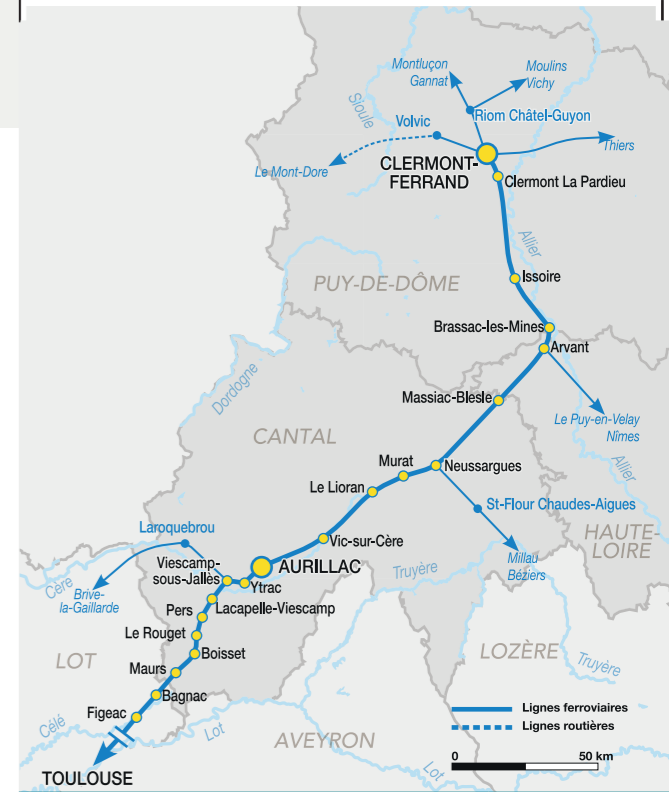 Montluçon
Gannat
Moulins
Vichy
Sioule
Riom Châtel-Guyon
Volvic
Thiers
Le Mont-Dore
CLERMONT-
FERRAND
Clermont La Pardieu
Allier
Issoire
PUY-DE-DÔME
Brassac-les-Mines
Arvant
Dordogne
Massiac-Blesle
Le Puy-en-Velay
Nîmes
CANTAL
Allier
Murat
Neussargues
Le Lioran
St-Flour Chaudes-Aigues
Laroquebrou
Vic-sur-Cère
HAUTE-
LOIRE
Viescamp-
sous-Jallès
AURILLAC
Truyère
Millau
Béziers
Cère
Ytrac
Brive-
la-Gaillarde
Pers
Lacapelle-Viescamp
Le Rouget
Boisset
LOT
LOZÈRE
Truyère
Maurs
Bagnac
Figeac
Célé
Lot
AVEYRON
Lignes ferroviaires
Lignes routières
0
50 km
TOULOUSE
Lot